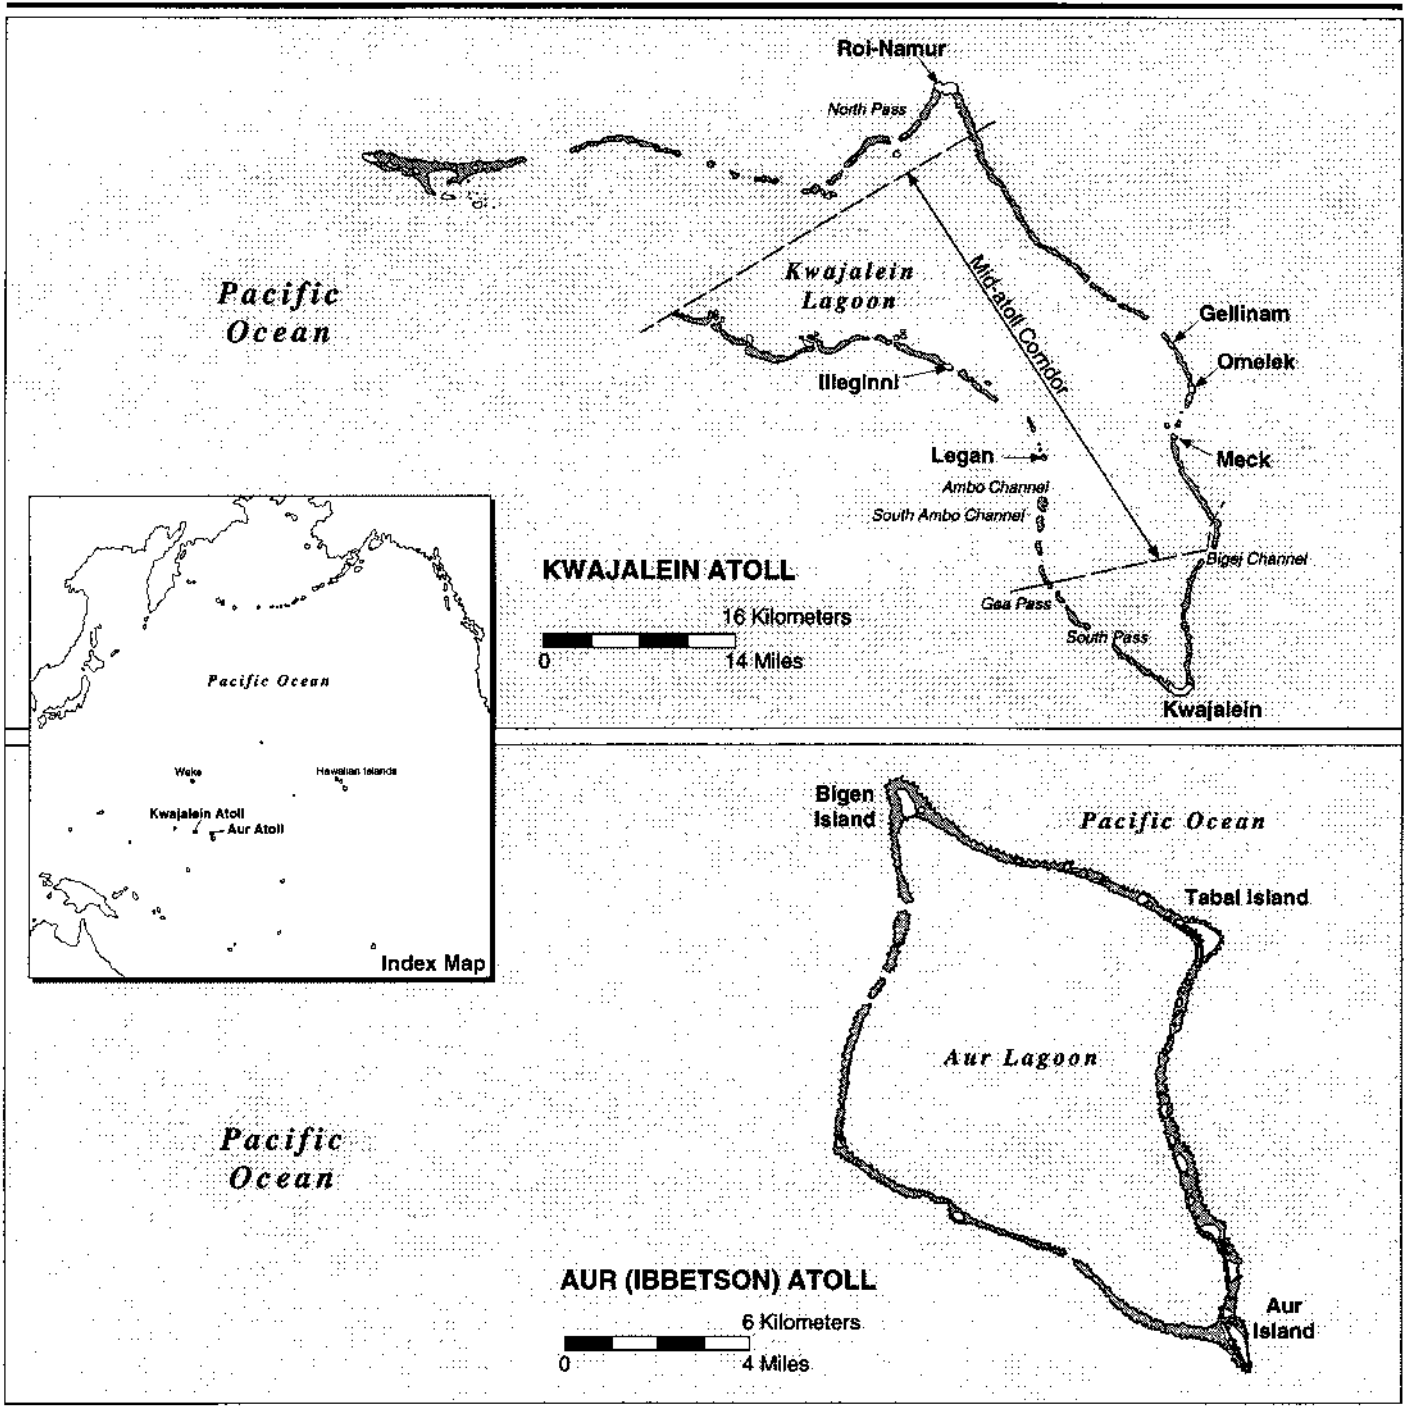 Roi-Namur
North Pass
Pacific
Ocean
Kwajalein
Lagoon
Mid-atoll Corridor
Gellinam
Omelek
Illeginni
Legan
Meck
Ambo Channel
South Ambo Channel
KWAJALEIN ATOLL
Bigej Channel
Gea Pass
16 Kilometers
0
14 Miles
South Pass
Kwajalein
Pacific Ocean
Wake
Hawaiian Islands
Kwajalein Atoll
Aur Atoll
Index Map
Bigen
Island
Pacific Ocean
Tabal Island
Aur Lagoon
Pacific
Ocean
AUR (IBBETSON) ATOLL
6 Kilometers
0
4 Miles
Aur
Island